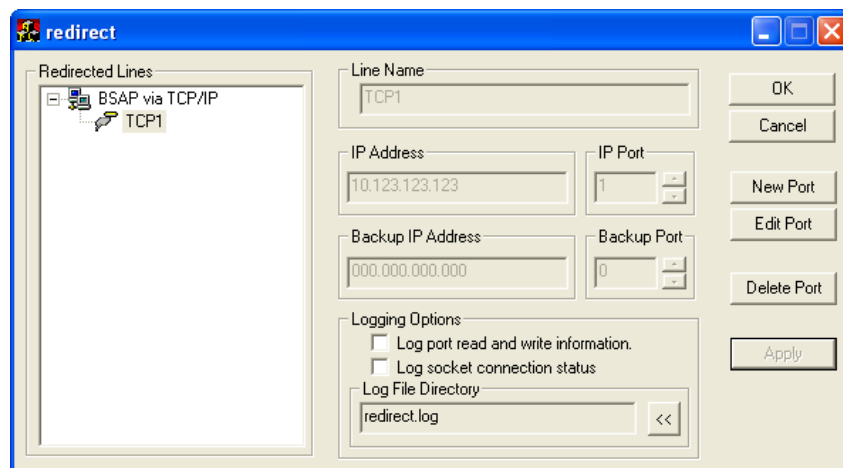 redirect
Redirected Lines
BSAP via TCP/IP
TCP1
Line Name
TCP1
IP Address
10.123.123.123
IP Port
1
Backup IP Address
000.000.000.000
Backup Port
0
Logging Options
Log port read and write information.
Log socket connection status
Log File Directory
redirect.log
<<
OK
Cancel
New Port
Edit Port
Delete Port
Apply